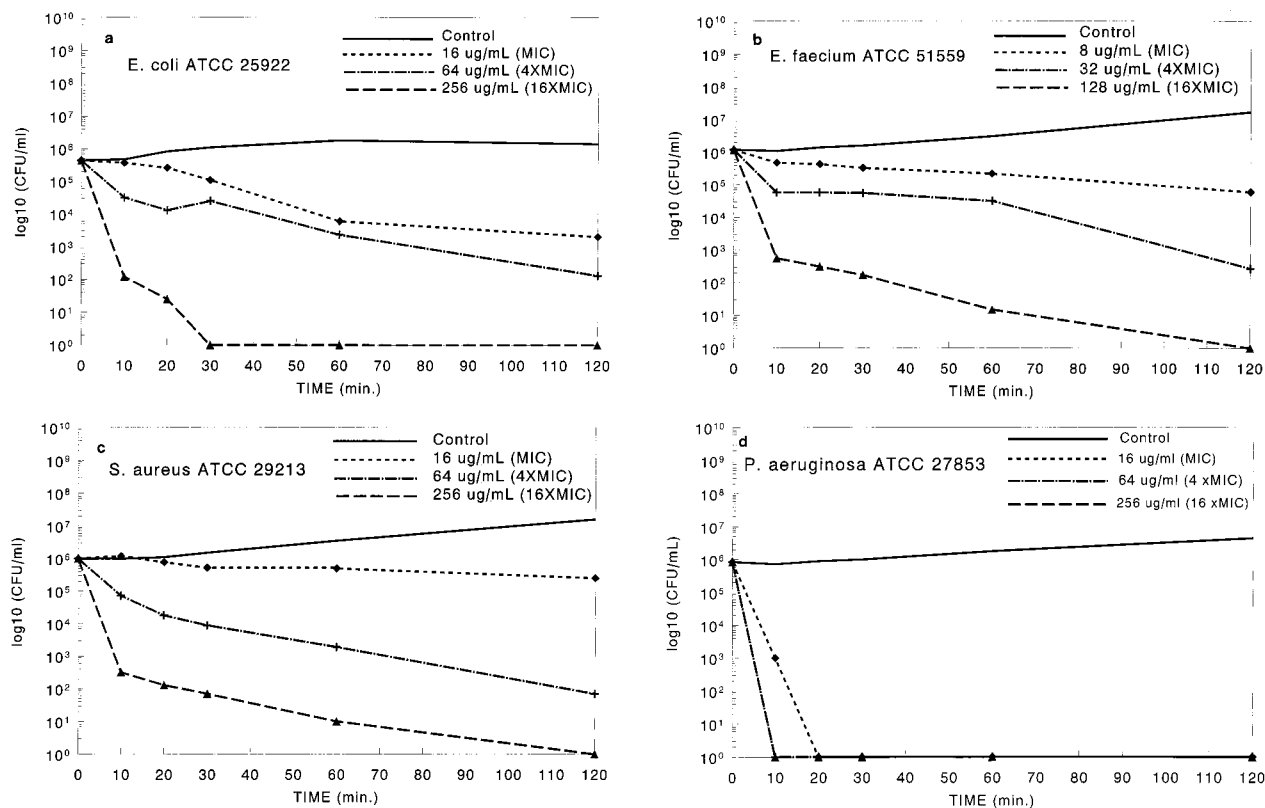 a
E. coli ATCC 25922
Control
16 ug/mL (MIC)
64 ug/mL (4XMIC)
256 ug/mL (16XMIC)
log10 (CFU/ml)
10^10
10^9
10^8
10^7
10^6
10^5
10^4
10^3
10^2
10^1
10^0
0 10 20 30 40 50 60 70 80 90 100 110 120
TIME (min.)
b
E. faecium ATCC 51559
Control
8 ug/mL (MIC)
32 ug/mL (4XMIC)
128 ug/mL (16XMIC)
log10 (CFU/ml)
10^10
10^9
10^8
10^7
10^6
10^5
10^4
10^3
10^2
10^1
10^0
0 10 20 30 40 50 60 70 80 90 100 110 120
TIME (min.)
c
S. aureus ATCC 29213
Control
16 ug/mL (MIC)
64 ug/mL (4XMIC)
256 ug/mL (16XMIC)
log10 (CFU/ml)
10^10
10^9
10^8
10^7
10^6
10^5
10^4
10^3
10^2
10^1
10^0
0 10 20 30 40 50 60 70 80 90 100 110 120
TIME (min.)
d
P. aeruginosa ATCC 27853
Control
16 ug/ml (MIC)
64 ug/ml (4 xMIC)
256 ug/ml (16 xMIC)
log10 (CFU/mL)
10^10
10^9
10^8
10^7
10^6
10^5
10^4
10^3
10^2
10^1
10^0
0 10 20 30 40 50 60 70 80 90 100 110 120
TIME (min.)